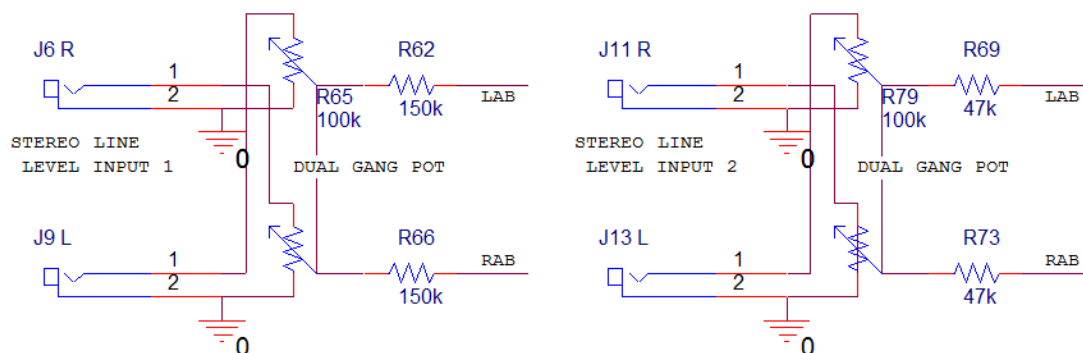 J6 R
1
2
R65
100k
R62
150k
LAB
STEREO LINE
LEVEL INPUT 1
0
DUAL GANG POT
J9 L
1
2
R66
150k
RAB
0
J11 R
1
2
R79
100k
R69
47k
LAB
STEREO LINE
LEVEL INPUT 2
0
DUAL GANG POT
J13 L
1
2
R73
47k
RAB
0